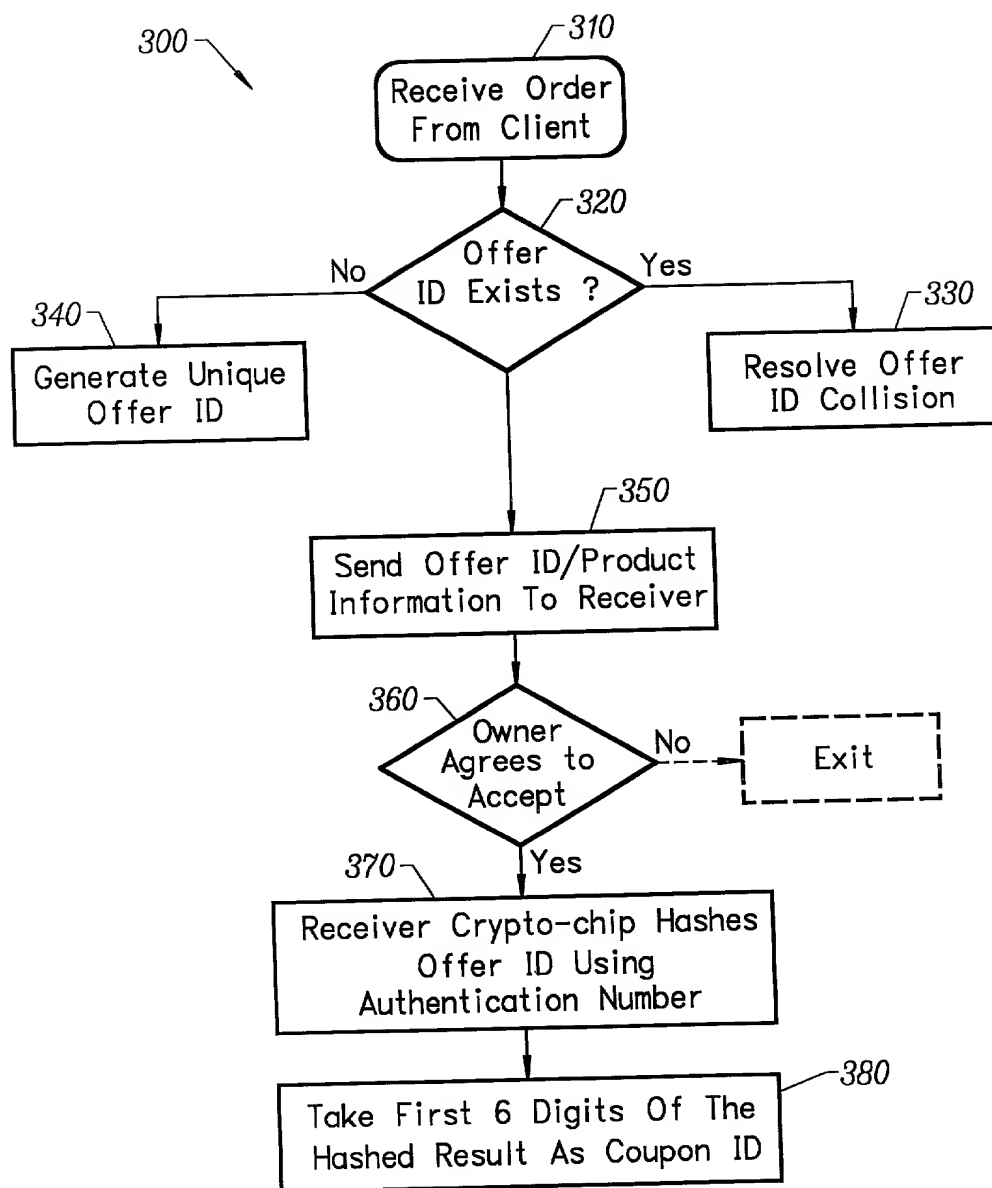 300
310
Receive Order
From Client
320
Offer
ID Exists ?
No
Yes
340
Generate Unique
Offer ID
330
Resolve Offer
ID Collision
350
Send Offer ID/Product
Information To Receiver
360
Owner
Agrees to
Accept
No
Exit
Yes
370
Receiver Crypto-chip Hashes
Offer ID Using
Authentication Number
380
Take First 6 Digits Of The
Hashed Result As Coupon ID